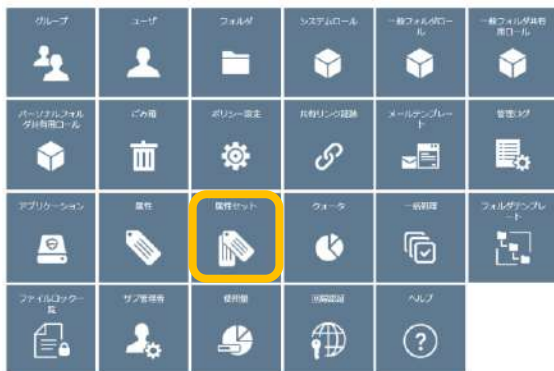 グループ
ユーザ
フォルダ
システムロール
一般フォルダロー
ル
一般フォルダ共有
用ロール
パーソナルフォル
ダ共有用ロール
ごみ箱
ポリシー設定
共有リンク証跡
メールテンプレー
ト
管理ログ
アプリケーション
属性
属性セット
クォータ
一括処理
フォルダテンプレ
ート
ファイルロック一
覧
サブ管理者
使用量
国際認証
ヘルプ